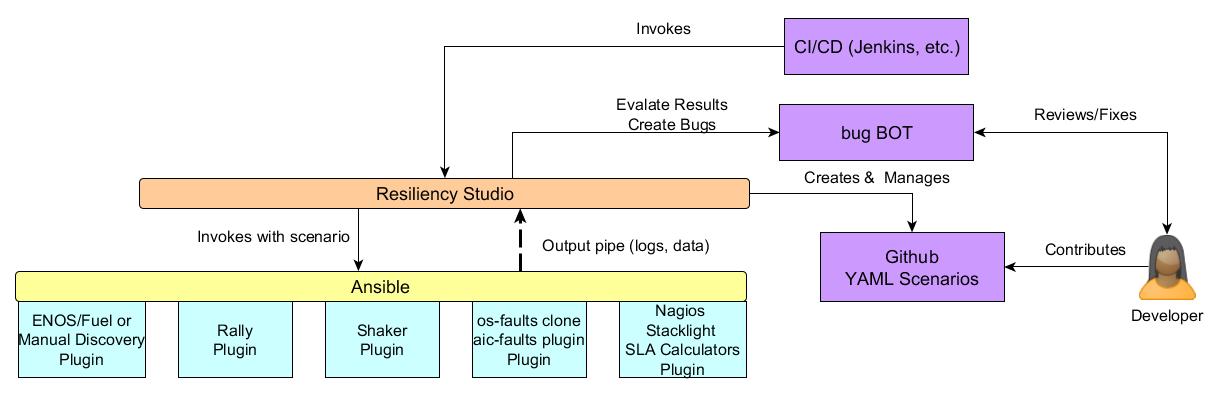 Invokes
CI/CD (Jenkins, etc.)
Evalate Results
Create Bugs
bug BOT
Reviews/Fixes
Resiliency Studio
Creates & Manages
Invokes with scenario
Output pipe (logs, data)
Github
YAML Scenarios
Contributes
Developer
Ansible
ENOS/Fuel or
Manual Discovery
Plugin
Rally
Plugin
Shaker
Plugin
os-faults clone
aic-faults plugin
Plugin
Nagios
Stacklight
SLA Calculators
Plugin